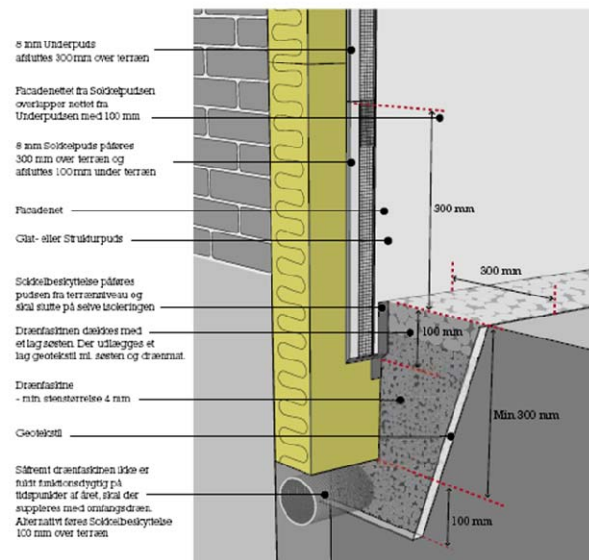 8 mm Underpuds
afsluttes 300 mm over terræn
Facadenettet fra Sokkelpudsen
overlapper nettet fra
Underpudsen med 100 mm
8 mm Sokkelpuds påføres
300 mm over terræn og
afsluttes 100 mm under terræn
Facadenet
Glat- eller Strukturpuds
Sokkelbeskyttelse påføres
pudsen fra terrænniveau og
skal slutte på selve isoleringen
Drænfaskinen dækkes med
et lag søsten. Der udlægges et
lag geotekstil ml. søsten og drænmat.
Drænfaskine
- min. stenstørrelse 4 mm
Geotekstil
Såfremt drænfaskinen ikke er
fuldt funktionsdygtig på
tidspunkter af året, skal der
suppleres med omfangsdræn.
Alternativt føres Sokkelbeskyttelse
100 mm over terræn
300 mm
300 mm
100 mm
Min. 300 mm
100 mm